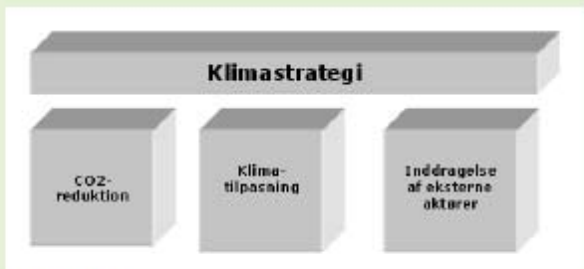 Klimastrategi
CO2-
reduktion
Klima-
tilpasning
Inddragelse
af eksterne
aktører